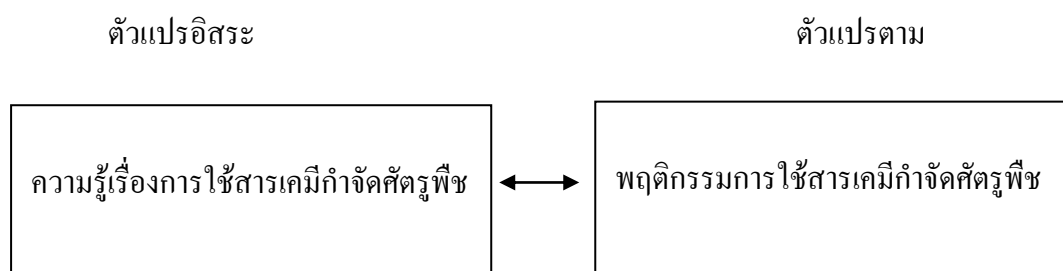 ตัวแปรอิสระ
ตัวแปรตาม
ความรู้เรื่องการใช้สารเคมีกำจัดศัตรูพืช
พฤติกรรมการใช้สารเคมีกำจัดศัตรูพืช